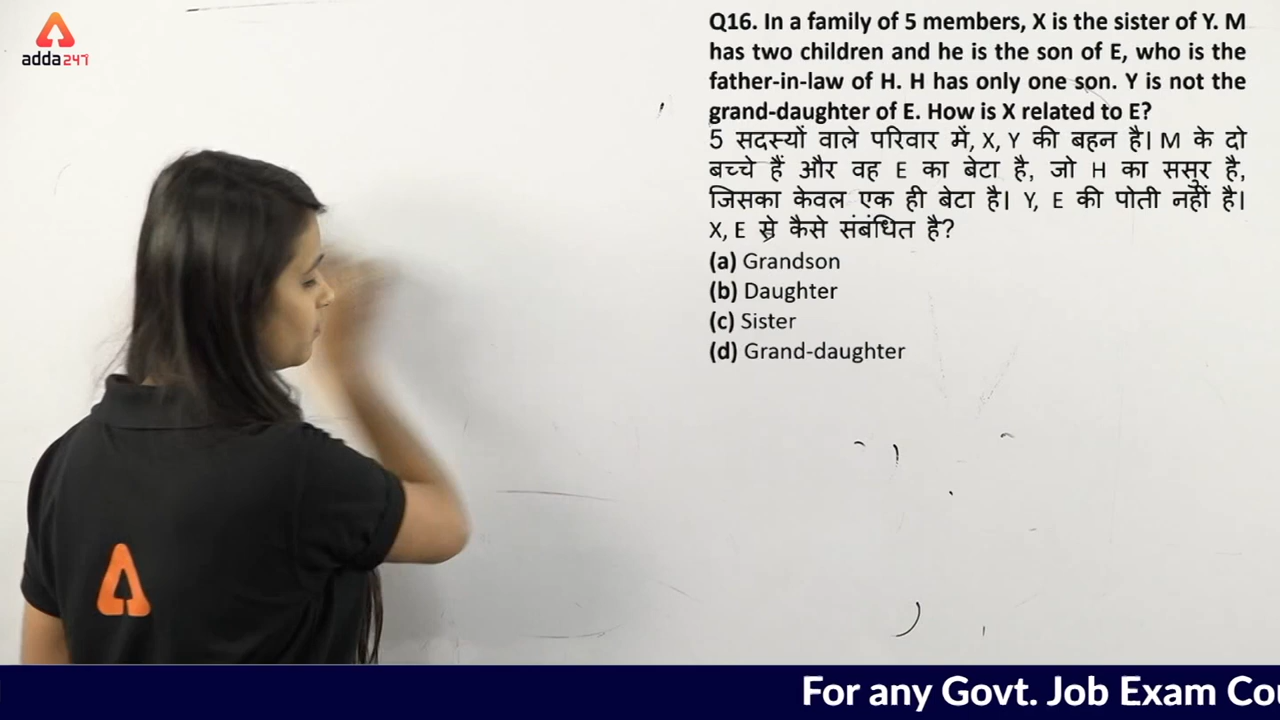 adda247
Q16. In a family of 5 members, X is the sister of Y. M
has two children and he is the son of E, who is the
father-in-law of H. H has only one son. Y is not the
grand-daughter of E. How is X related to E?
5 सदस्यों वाले परिवार में, X, Y की बहन है। M के दो
बच्चे हैं और वह E का बेटा है, जो H का ससुर है,
जिसका केवल एक ही बेटा है। Y, E की पोती नहीं है।
X, E से कैसे संबंधित है?
(a) Grandson
(b) Daughter
(c) Sister
(d) Grand-daughter
For any Govt. Job Exam Cou